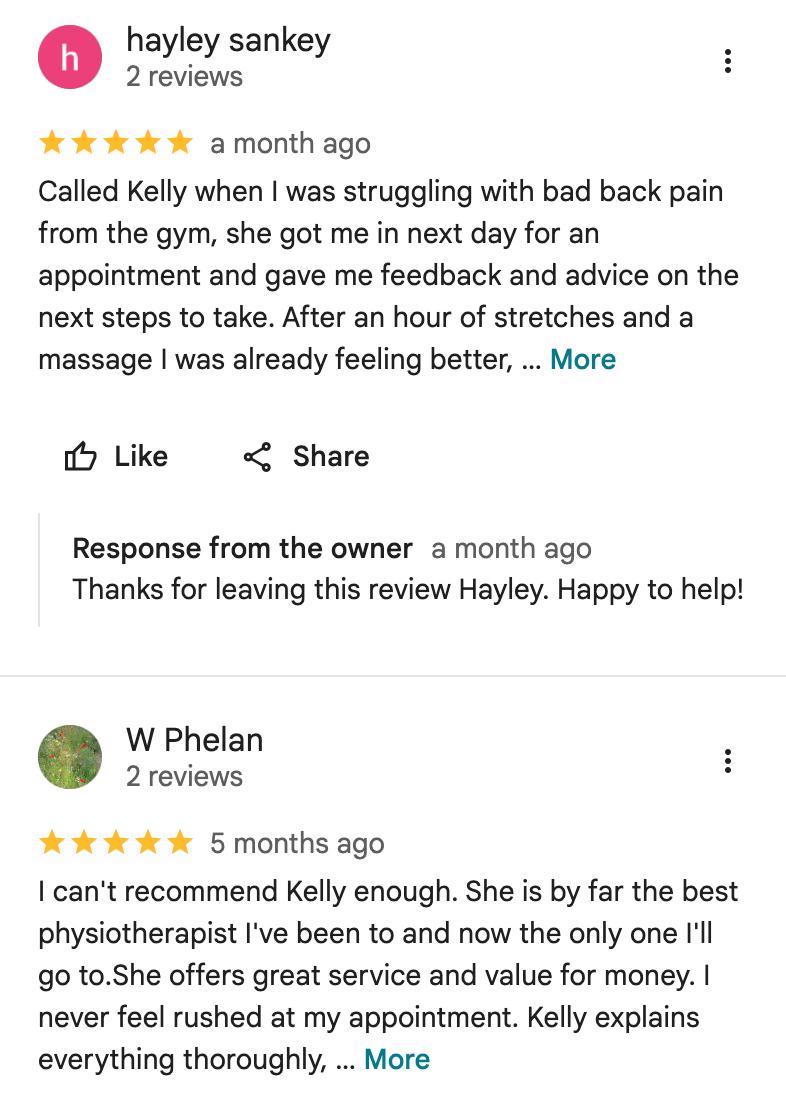 h
hayley sankey
2 reviews
a month ago
Called Kelly when I was struggling with bad back pain
from the gym, she got me in next day for an
appointment and gave me feedback and advice on the
next steps to take. After an hour of stretches and a
massage I was already feeling better, ... More
Like Share
Response from the owner a month ago
Thanks for leaving this review Hayley. Happy to help!
W Phelan
2 reviews
5 months ago
I can't recommend Kelly enough. She is by far the best
physiotherapist I've been to and now the only one I'll
go to.She offers great service and value for money. I
never feel rushed at my appointment. Kelly explains
everything thoroughly, ... More